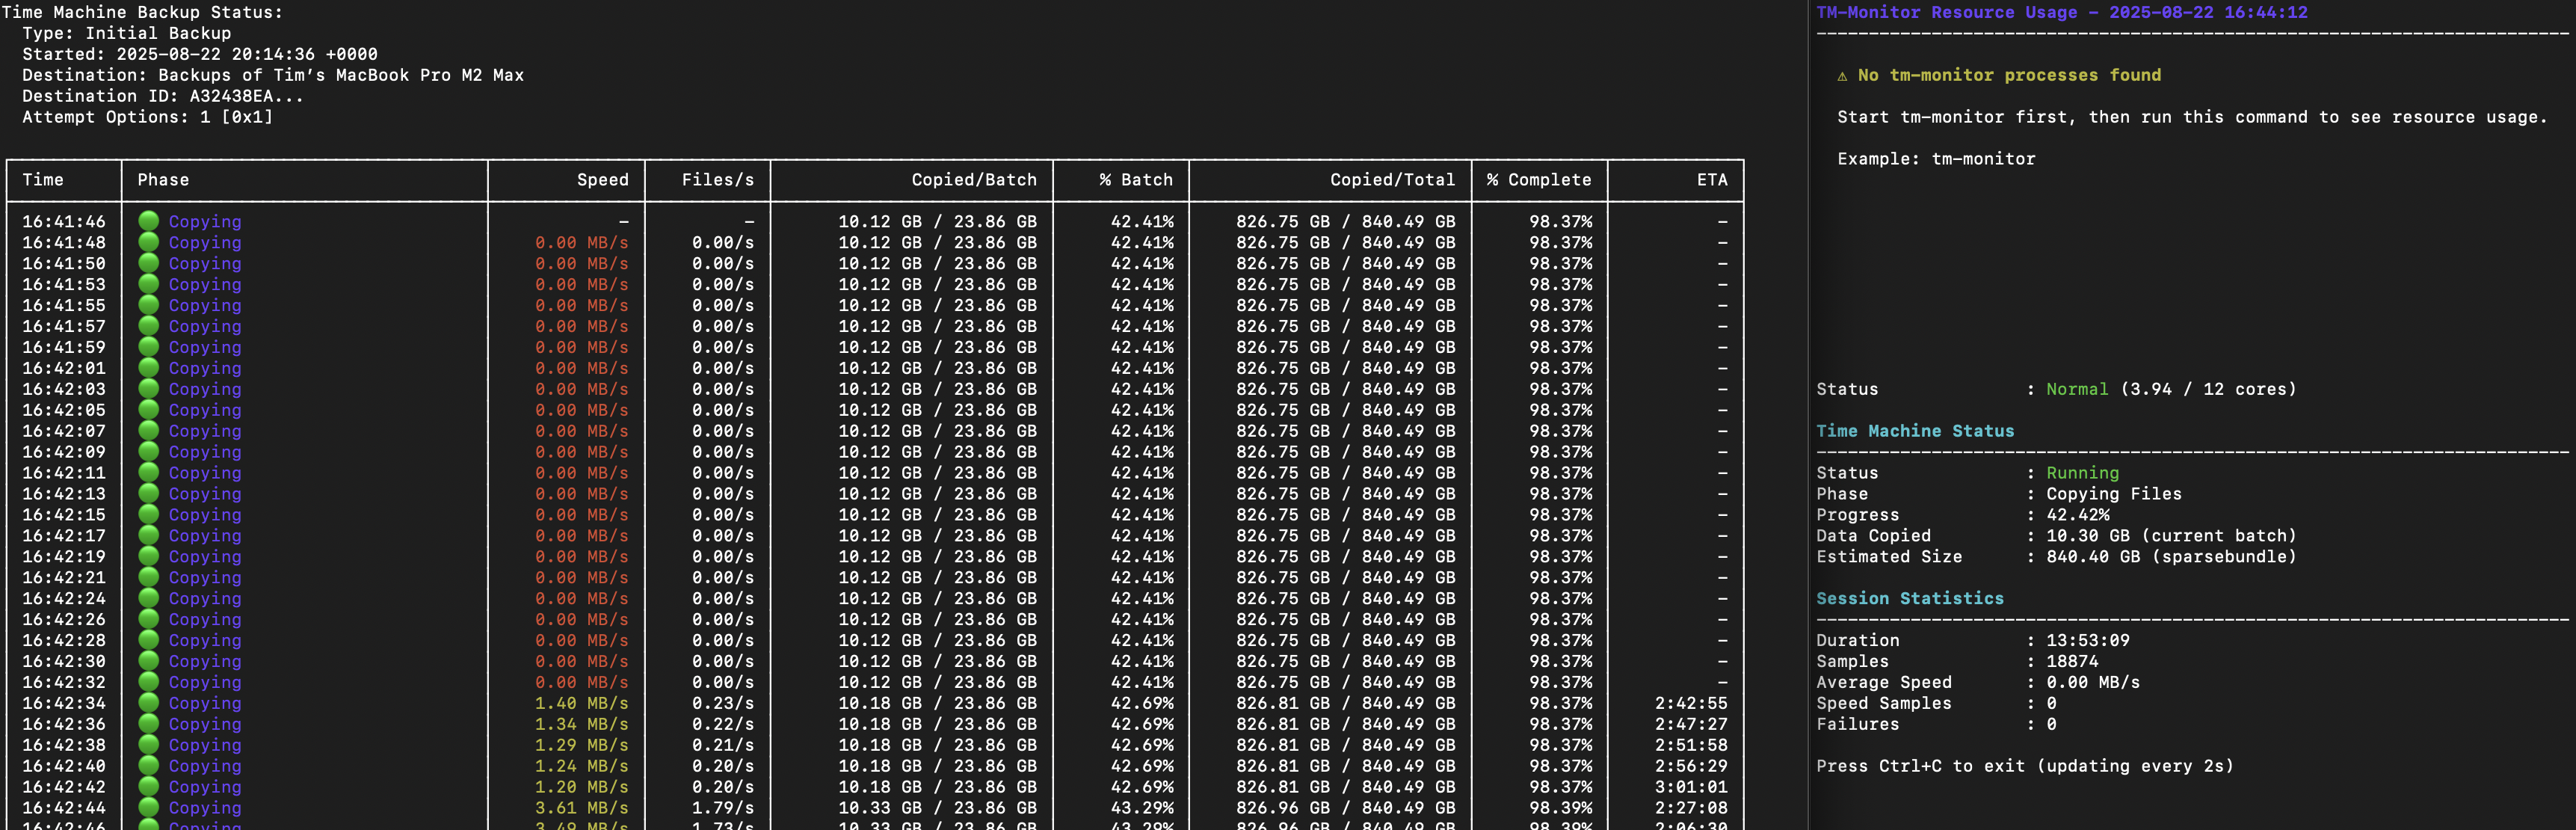 Time Machine Backup Status:
Type: Initial Backup
Started: 2025-08-22 20:14:36 +0000
Destination: Backups of Tim's MacBook Pro M2 Max
Destination ID: A32438EA...
Attempt Options: 1 [0x1]
Time Phase Speed Files/s Copied/Batch % Batch Copied/Total % Complete ETA
16:41:46 Copying - - 10.12 GB / 23.86 GB 42.41% 826.75 GB / 840.49 GB 98.37% -
16:41:48 Copying 0.00 MB/s 0.00/s 10.12 GB / 23.86 GB 42.41% 826.75 GB / 840.49 GB 98.37% -
16:41:50 Copying 0.00 MB/s 0.00/s 10.12 GB / 23.86 GB 42.41% 826.75 GB / 840.49 GB 98.37% -
16:41:53 Copying 0.00 MB/s 0.00/s 10.12 GB / 23.86 GB 42.41% 826.75 GB / 840.49 GB 98.37% -
16:41:55 Copying 0.00 MB/s 0.00/s 10.12 GB / 23.86 GB 42.41% 826.75 GB / 840.49 GB 98.37% -
16:41:57 Copying 0.00 MB/s 0.00/s 10.12 GB / 23.86 GB 42.41% 826.75 GB / 840.49 GB 98.37% -
16:41:59 Copying 0.00 MB/s 0.00/s 10.12 GB / 23.86 GB 42.41% 826.75 GB / 840.49 GB 98.37% -
16:42:01 Copying 0.00 MB/s 0.00/s 10.12 GB / 23.86 GB 42.41% 826.75 GB / 840.49 GB 98.37% -
16:42:03 Copying 0.00 MB/s 0.00/s 10.12 GB / 23.86 GB 42.41% 826.75 GB / 840.49 GB 98.37% -
16:42:05 Copying 0.00 MB/s 0.00/s 10.12 GB / 23.86 GB 42.41% 826.75 GB / 840.49 GB 98.37% -
16:42:07 Copying 0.00 MB/s 0.00/s 10.12 GB / 23.86 GB 42.41% 826.75 GB / 840.49 GB 98.37% -
16:42:09 Copying 0.00 MB/s 0.00/s 10.12 GB / 23.86 GB 42.41% 826.75 GB / 840.49 GB 98.37% -
16:42:11 Copying 0.00 MB/s 0.00/s 10.12 GB / 23.86 GB 42.41% 826.75 GB / 840.49 GB 98.37% -
16:42:13 Copying 0.00 MB/s 0.00/s 10.12 GB / 23.86 GB 42.41% 826.75 GB / 840.49 GB 98.37% -
16:42:15 Copying 0.00 MB/s 0.00/s 10.12 GB / 23.86 GB 42.41% 826.75 GB / 840.49 GB 98.37% -
16:42:17 Copying 0.00 MB/s 0.00/s 10.12 GB / 23.86 GB 42.41% 826.75 GB / 840.49 GB 98.37% -
16:42:19 Copying 0.00 MB/s 0.00/s 10.12 GB / 23.86 GB 42.41% 826.75 GB / 840.49 GB 98.37% -
16:42:21 Copying 0.00 MB/s 0.00/s 10.12 GB / 23.86 GB 42.41% 826.75 GB / 840.49 GB 98.37% -
16:42:24 Copying 0.00 MB/s 0.00/s 10.12 GB / 23.86 GB 42.41% 826.75 GB / 840.49 GB 98.37% -
16:42:26 Copying 0.00 MB/s 0.00/s 10.12 GB / 23.86 GB 42.41% 826.75 GB / 840.49 GB 98.37% -
16:42:28 Copying 0.00 MB/s 0.00/s 10.12 GB / 23.86 GB 42.41% 826.75 GB / 840.49 GB 98.37% -
16:42:30 Copying 0.00 MB/s 0.00/s 10.12 GB / 23.86 GB 42.41% 826.75 GB / 840.49 GB 98.37% -
16:42:32 Copying 0.00 MB/s 0.00/s 10.12 GB / 23.86 GB 42.41% 826.75 GB / 840.49 GB 98.37% -
16:42:34 Copying 1.40 MB/s 0.23/s 10.18 GB / 23.86 GB 42.69% 826.81 GB / 840.49 GB 98.37% 2:42:55
16:42:36 Copying 1.34 MB/s 0.22/s 10.18 GB / 23.86 GB 42.69% 826.81 GB / 840.49 GB 98.37% 2:47:27
16:42:38 Copying 1.29 MB/s 0.21/s 10.18 GB / 23.86 GB 42.69% 826.81 GB / 840.49 GB 98.37% 2:51:58
16:42:40 Copying 1.24 MB/s 0.20/s 10.18 GB / 23.86 GB 42.69% 826.81 GB / 840.49 GB 98.37% 2:56:29
16:42:42 Copying 1.20 MB/s 0.20/s 10.18 GB / 23.86 GB 42.69% 826.81 GB / 840.49 GB 98.37% 3:01:01
16:42:44 Copying 3.61 MB/s 1.79/s 10.33 GB / 23.86 GB 43.29% 826.96 GB / 840.49 GB 98.39% 2:27:08
16:42:46 Copying 3.49 MB/s 1.73/s 10.33 GB / 23.86 GB 43.29% 826.96 GB / 840.49 GB 98.39% 2:06:30
TM-Monitor Resource Usage - 2025-08-22 16:44:12
⚠ No tm-monitor processes found
Start tm-monitor first, then run this command to see resource usage.
Example: tm-monitor
Status : Normal (3.94 / 12 cores)
Time Machine Status
Status : Running
Phase : Copying Files
Progress : 42.42%
Data Copied : 10.30 GB (current batch)
Estimated Size : 840.40 GB (sparsebundle)
Session Statistics
Duration : 13:53:09
Samples : 18874
Average Speed : 0.00 MB/s
Speed Samples : 0
Failures : 0
Press Ctrl+C to exit (updating every 2s)